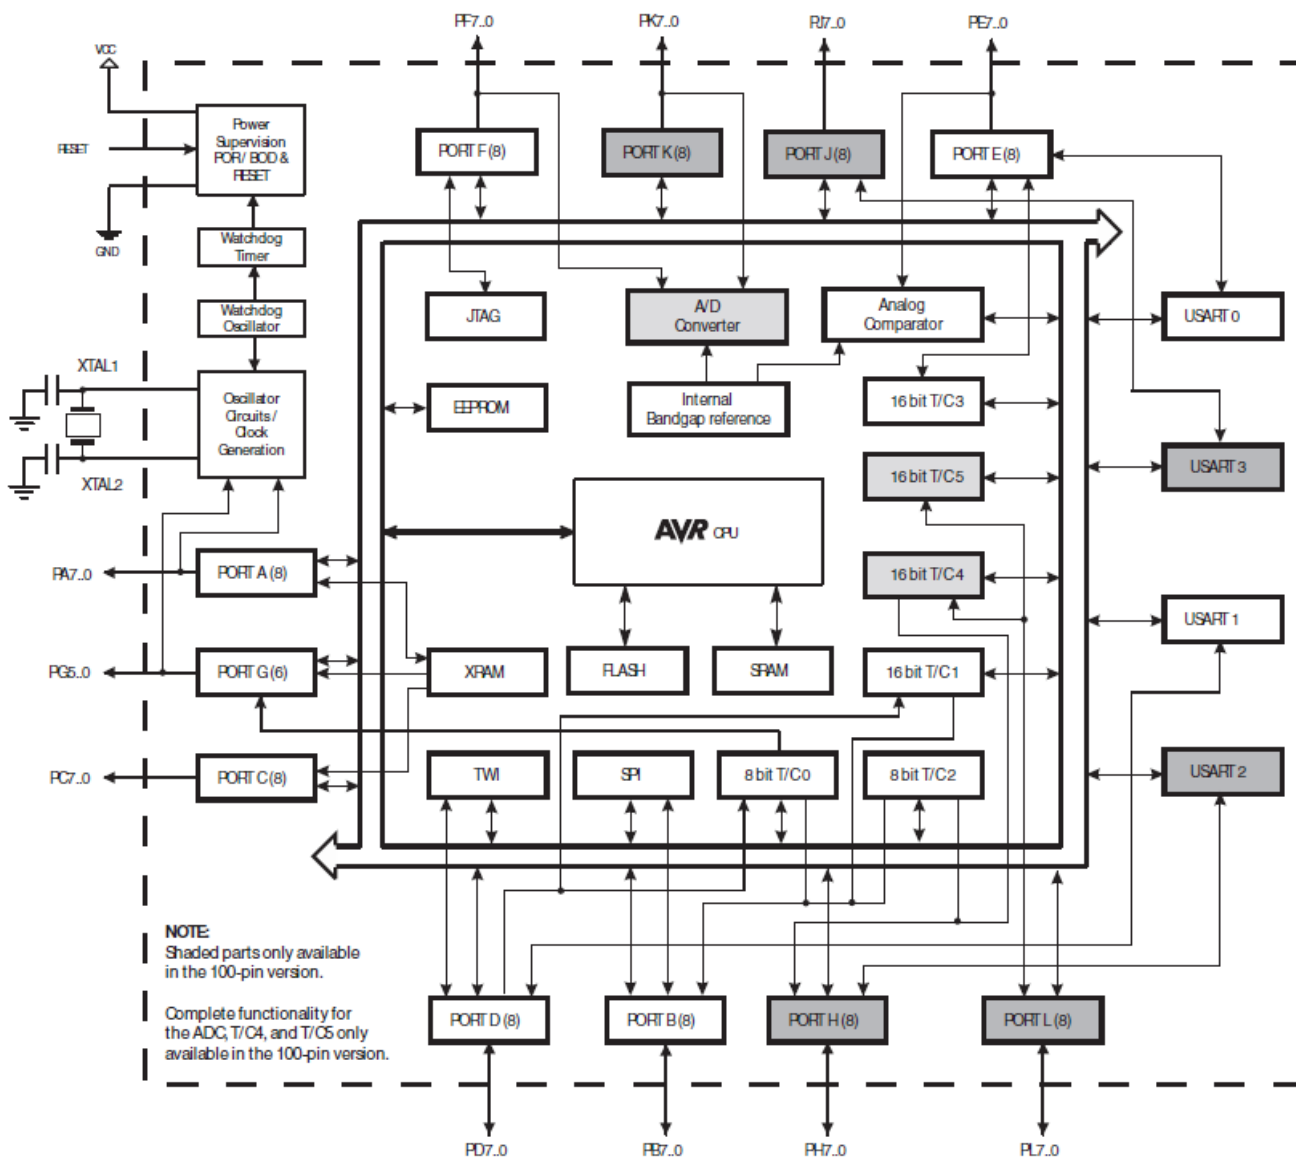 PF7..0
PK7..0
PJ7..0
PE7..0
VCC
RESET
GND
Power
Supervision
POR/ BOD &
RESET
PORT F (8)
PORT K (8)
PORT J (8)
PORT E (8)
Watchdog
Timer
Watchdog
Oscillator
JTAG
A/D
Converter
Analog
Comparator
USART 0
XTAL1
XTAL2
Oscillator
Circuits /
Clock
Generation
EEPROM
Internal
Bandgap reference
16 bit T/C3
16 bit T/C5
USART 3
AVR CPU
PA7..0
PORT A (8)
16 bit T/C4
USART 1
PG5..0
PORT G (6)
XRAM
FLASH
SRAM
16 bit T/C1
PC7..0
PORT C (8)
TWI
SPI
8 bit T/C0
8 bit T/C2
USART 2
NOTE:
Shaded parts only available
in the 100-pin version.
Complete functionality for
the ADC, T/C4, and T/C5 only
available in the 100-pin version.
PORT D (8)
PORT B (8)
PORT H (8)
PORT L (8)
PD7..0
PB7..0
PH7..0
PL7..0